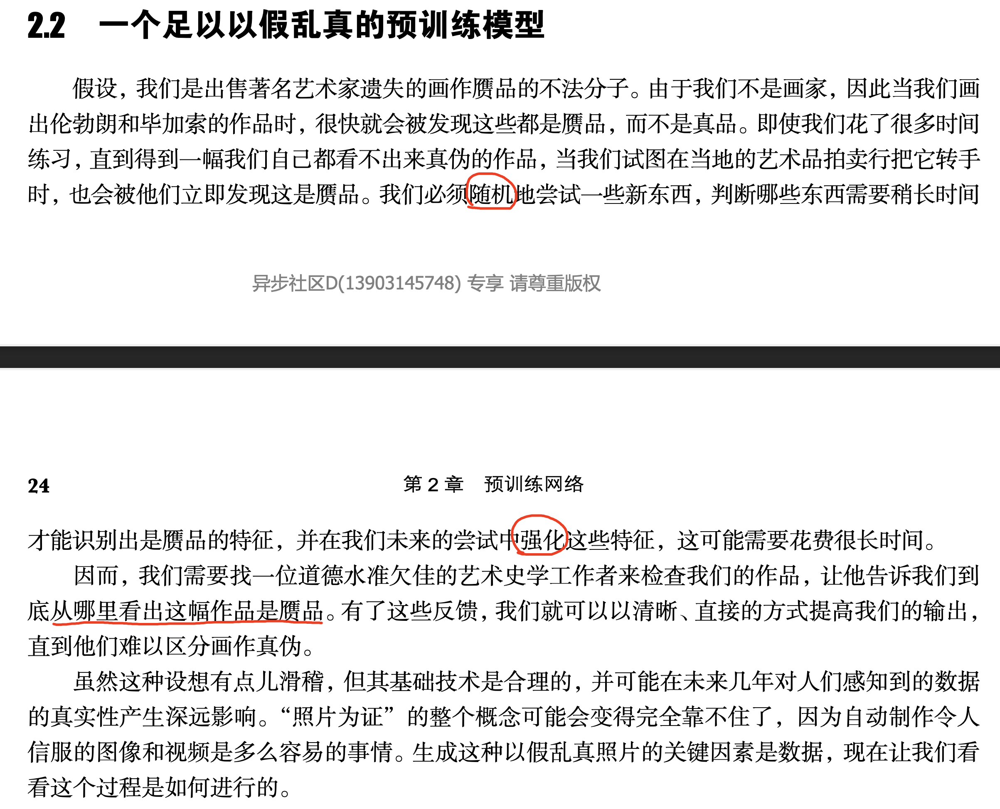 2.2 一个足以以假乱真的预训练模型
假设，我们是出售著名艺术家遗失的画作赝品的不法分子。由于我们不是画家，因此当我们画
出伦勃朗和毕加索的作品时，很快就会被发现这些都是赝品，而不是真品。即使我们花了很多时间
练习，直到得到一幅我们自己都看不出来真伪的作品，当我们试图在当地的艺术品拍卖行把它转手
时，也会被他们立即发现这是赝品。我们必须随机地尝试一些新东西，判断哪些东西需要稍长时间
异步社区D(13903145748) 专享 请尊重版权
24 第 2 章 预训练网络
才能识别出是赝品的特征，并在我们未来的尝试中强化这些特征，这可能需要花费很长时间。
因而，我们需要找一位道德水准欠佳的艺术史学工作者来检查我们的作品，让他告诉我们到
底从哪里看出这幅作品是赝品。有了这些反馈，我们就可以以清晰、直接的方式提高我们的输出，
直到他们难以区分画作真伪。
虽然这种设想有点儿滑稽，但其基础技术是合理的，并可能在未来几年对人们感知到的数据
的真实性产生深远影响。“照片为证”的整个概念可能会变得完全靠不住了，因为自动制作令人
信服的图像和视频是多么容易的事情。生成这种以假乱真照片的关键因素是数据，现在让我们看
看这个过程是如何进行的。